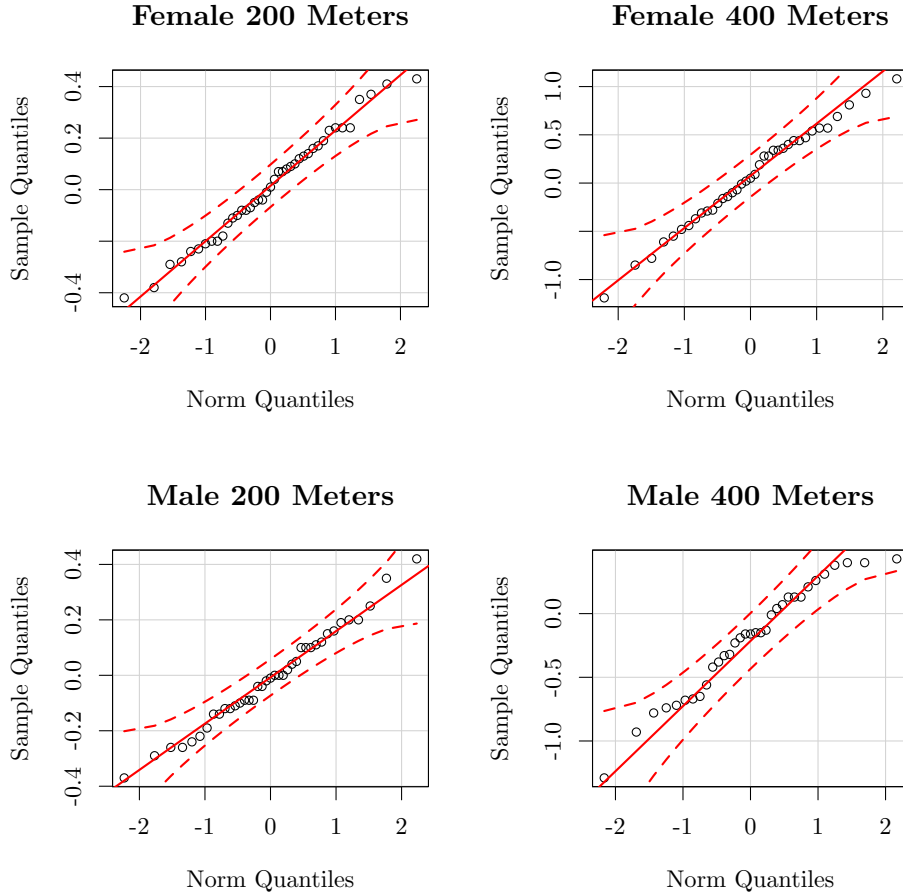 Female 200 Meters
Sample Quantiles
0.4
0.2
0.0
-0.4
-2 -1 0 1 2
Norm Quantiles
Female 400 Meters
Sample Quantiles
1.0
0.5
0.0
-1.0
-2 -1 0 1 2
Norm Quantiles
Male 200 Meters
Sample Quantiles
0.4
0.2
0.0
-0.2
-0.4
-2 -1 0 1 2
Norm Quantiles
Male 400 Meters
Sample Quantiles
0.0
-0.5
-1.0
-2 -1 0 1 2
Norm Quantiles